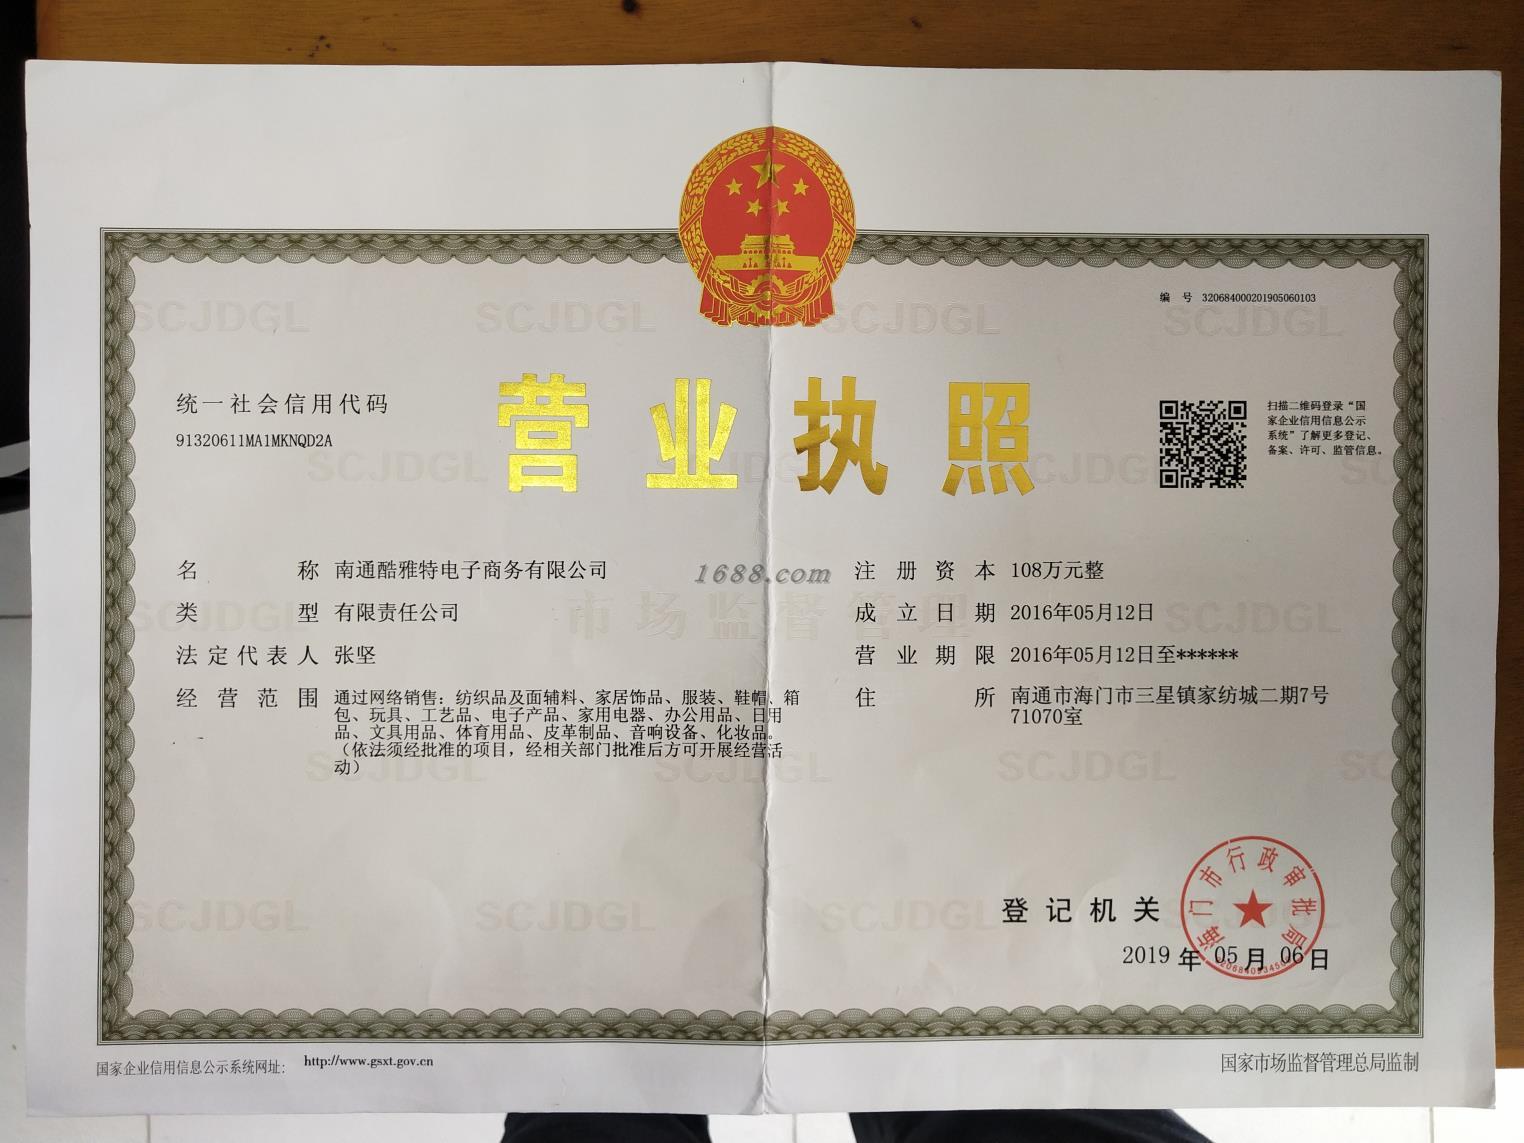 编 号 320684000201905060103
营业执照
统一社会信用代码
91320611MA1MKNQD2A
扫描二维码登录“国
家企业信用信息公示
系统”了解更多登记、
备案、许可、监管信息。
名 称 南通酷雅特电子商务有限公司
类 型 有限责任公司
法定代表人 张坚
经营范围 通过网络销售：纺织品及面辅料、家居饰品、服装、鞋帽、箱
包、玩具、工艺品、电子产品、家用电器、办公用品、日用
品、文具用品、体育用品、皮革制品、音响设备、化妆品。
（依法须经批准的项目，经相关部门批准后方可开展经营活
动）
1688.com
市场监督管理
注册资本 108万元整
成立日期 2016年05月12日
营业期限 2016年05月12日至******
住 所 南通市海门市三星镇家纺城二期7号
71070室
SCJDGL SCJDGL SCJDGL SCJDGL
登记机关
海门市行政审批局
2019 年 05 月 06 日
国家企业信用信息公示系统网址： http://www.gsxt.gov.cn
国家市场监督管理总局监制